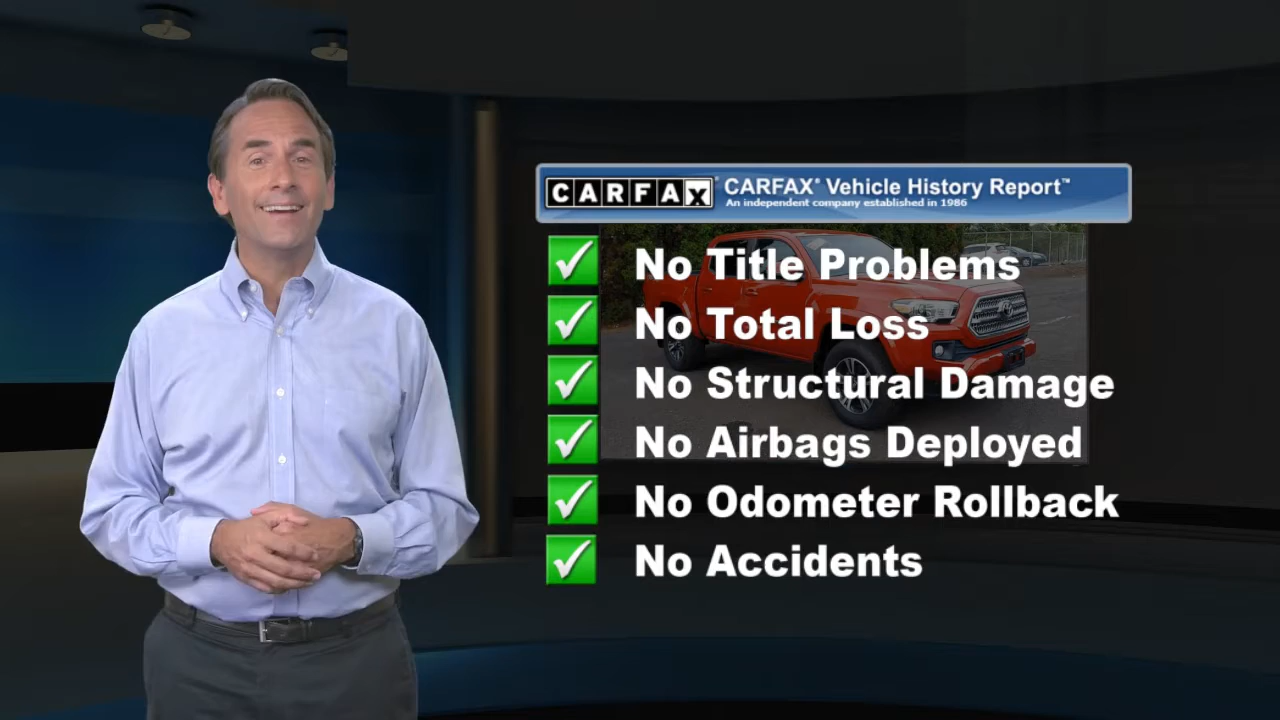 CARFAX® CARFAX® Vehicle History Report™
An independent company established in 1986
No Title Problems
No Total Loss
No Structural Damage
No Airbags Deployed
No Odometer Rollback
No Accidents